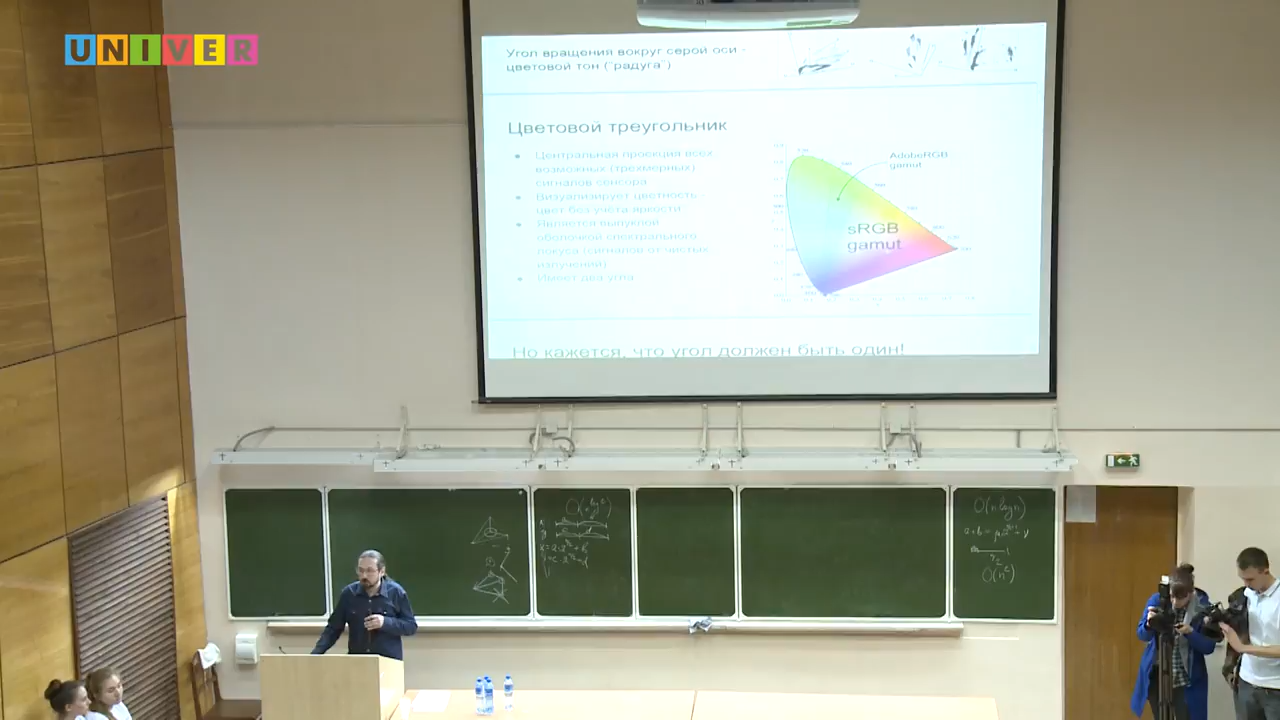 UNIVER
Угол вращения вокруг серой оси -
цветовой тон ("радуга")
Цветовой треугольник
Центральная проекция всех
возможных (трёхмерных)
сигналов сенсора
Визуализирует цветность
цвет без учёта яркости
Является выпуклой
оболочкой спектрального
локуса (сигналов от чистых
излучений)
Имеет два угла
AdobeRGB
gamut
sRGB
gamut
Но кажется, что угол должен быть один!
O(n log n)
O(n²)